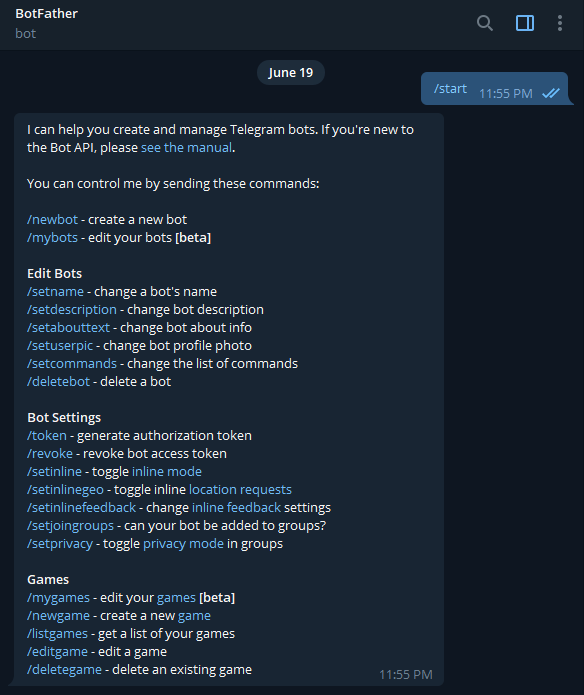 BotFather
bot
June 19
/start 11:55 PM
I can help you create and manage Telegram bots. If you're new to
the Bot API, please see the manual.
You can control me by sending these commands:
/newbot - create a new bot
/mybots - edit your bots [beta]
Edit Bots
/setname - change a bot's name
/setdescription - change bot description
/setabouttext - change bot about info
/setuserpic - change bot profile photo
/setcommands - change the list of commands
/deletebot - delete a bot
Bot Settings
/token - generate authorization token
/revoke - revoke bot access token
/setinline - toggle inline mode
/setinlinegeo - toggle inline location requests
/setinlinefeedback - change inline feedback settings
/setjoingroups - can your bot be added to groups?
/setprivacy - toggle privacy mode in groups
Games
/mygames - edit your games [beta]
/newgame - create a new game
/listgames - get a list of your games
/editgame - edit a game
/deletegame - delete an existing game
11:55 PM